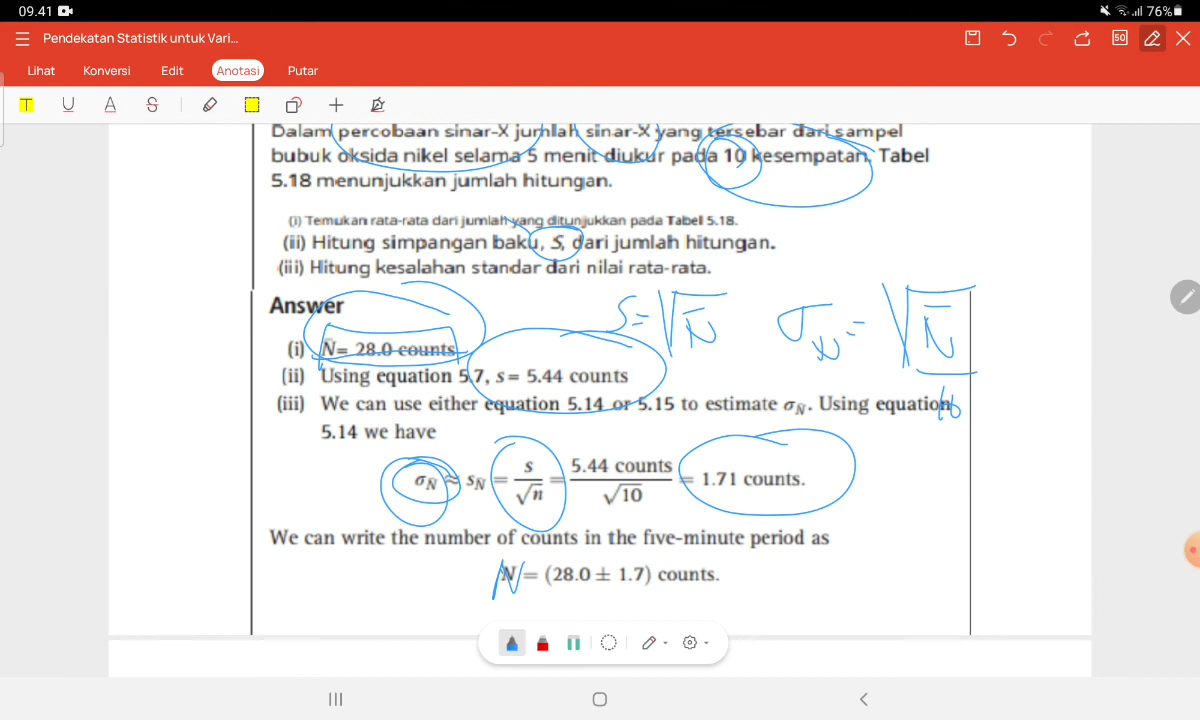 09.41 76%
Pendekatan Statistik untuk Vari...
50
Lihat Konversi Edit Anotasi Putar
T U A S
Dalam percobaan sinar-X jumlah sinar-X yang tersebar dari sampel
bubuk oksida nikel selama 5 menit diukur pada 10 kesempatan. Tabel
5.18 menunjukkan jumlah hitungan.
(i) Temukan rata-rata dari jumlah yang ditunjukkan pada Tabel 5.18.
(ii) Hitung simpangan baku, S, dari jumlah hitungan.
(iii) Hitung kesalahan standar dari nilai rata-rata.
Answer
S = √N̄ σN̄ = √N̄/10
(i) N̄= 28.0 counts
(ii) Using equation 5.7, s = 5.44 counts
(iii) We can use either equation 5.14 or 5.15 to estimate σN̄. Using equation
5.14 we have
σN̄ ≈ sN̄ = s/√n = 5.44 counts/√10 = 1.71 counts.
We can write the number of counts in the five-minute period as
N = (28.0 ± 1.7) counts.